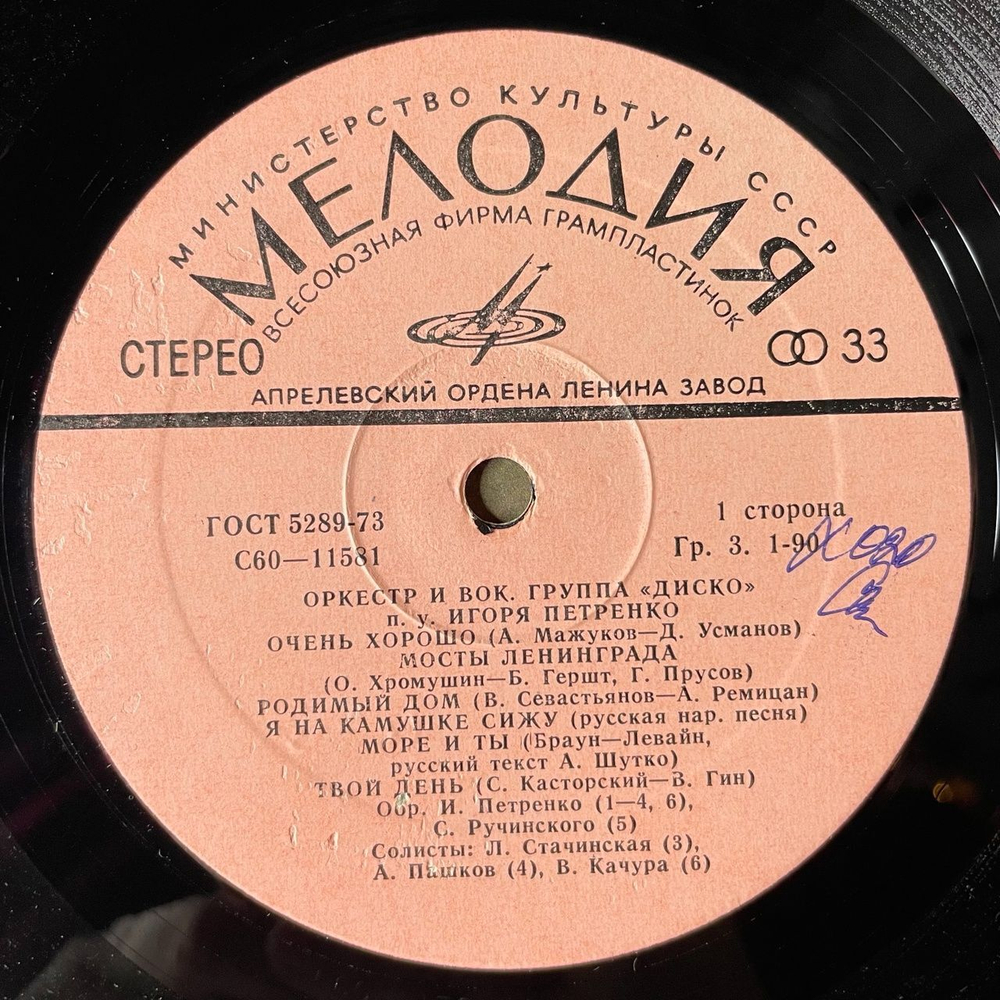 МИНИСТЕРСТВО КУЛЬТУРЫ СССР
МЕЛОДИЯ
ВСЕСОЮЗНАЯ ФИРМА ГРАМПЛАСТИНОК
СТЕРЕО
33
АПРЕЛЕВСКИЙ ОРДЕНА ЛЕНИНА ЗАВОД
ГОСТ 5289-73
1 сторона
С60—11581
Гр. 3. 1-90
ОРКЕСТР И ВОК. ГРУППА «ДИСКО»
п. у. ИГОРЯ ПЕТРЕНКО
ОЧЕНЬ ХОРОШО (А. Мажуков—Д. Усманов)
МОСТЫ ЛЕНИНГРАДА
(О. Хромушин—Б. Гершт, Г. Прусов)
РОДИМЫЙ ДОМ (В. Севастьянов—А. Ремицан)
Я НА КАМУШКЕ СИЖУ (русская нар. песня)
МОРЕ И ТЫ (Браун—Левайн,
русский текст А. Шутко)
ТВОЙ ДЕНЬ (С. Касторский—В. Гин)
Обр. И. Петренко (1—4, 6),
С. Ручинского (5)
Солисты: Л. Стачинская (3),
А. Пашков (4), В. Качура (6)